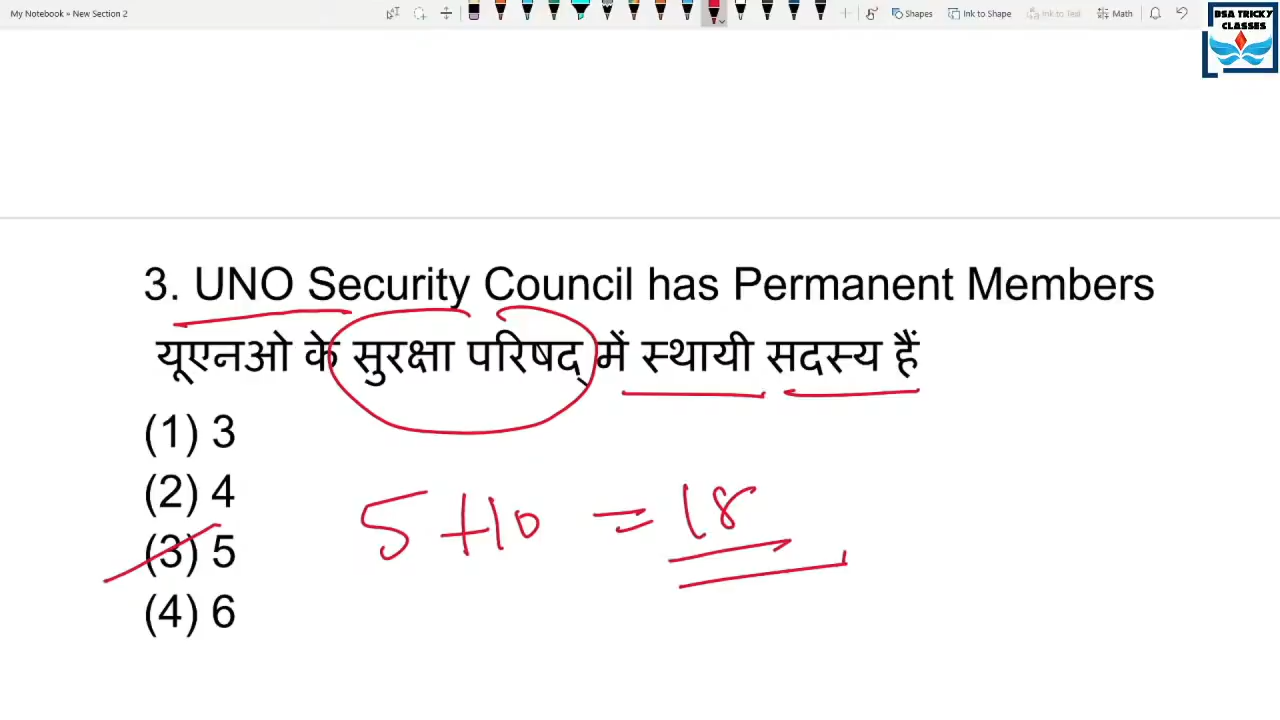 My Notebook » New Section 2
Shapes
Ink to Shape
Ink to Text
Math
BSA TRICKY
CLASSES
3. UNO Security Council has Permanent Members
यूएनओ के सुरक्षा परिषद् में स्थायी सदस्य हैं
(1) 3
(2) 4
(3) 5
(4) 6
5 + 10 = 18